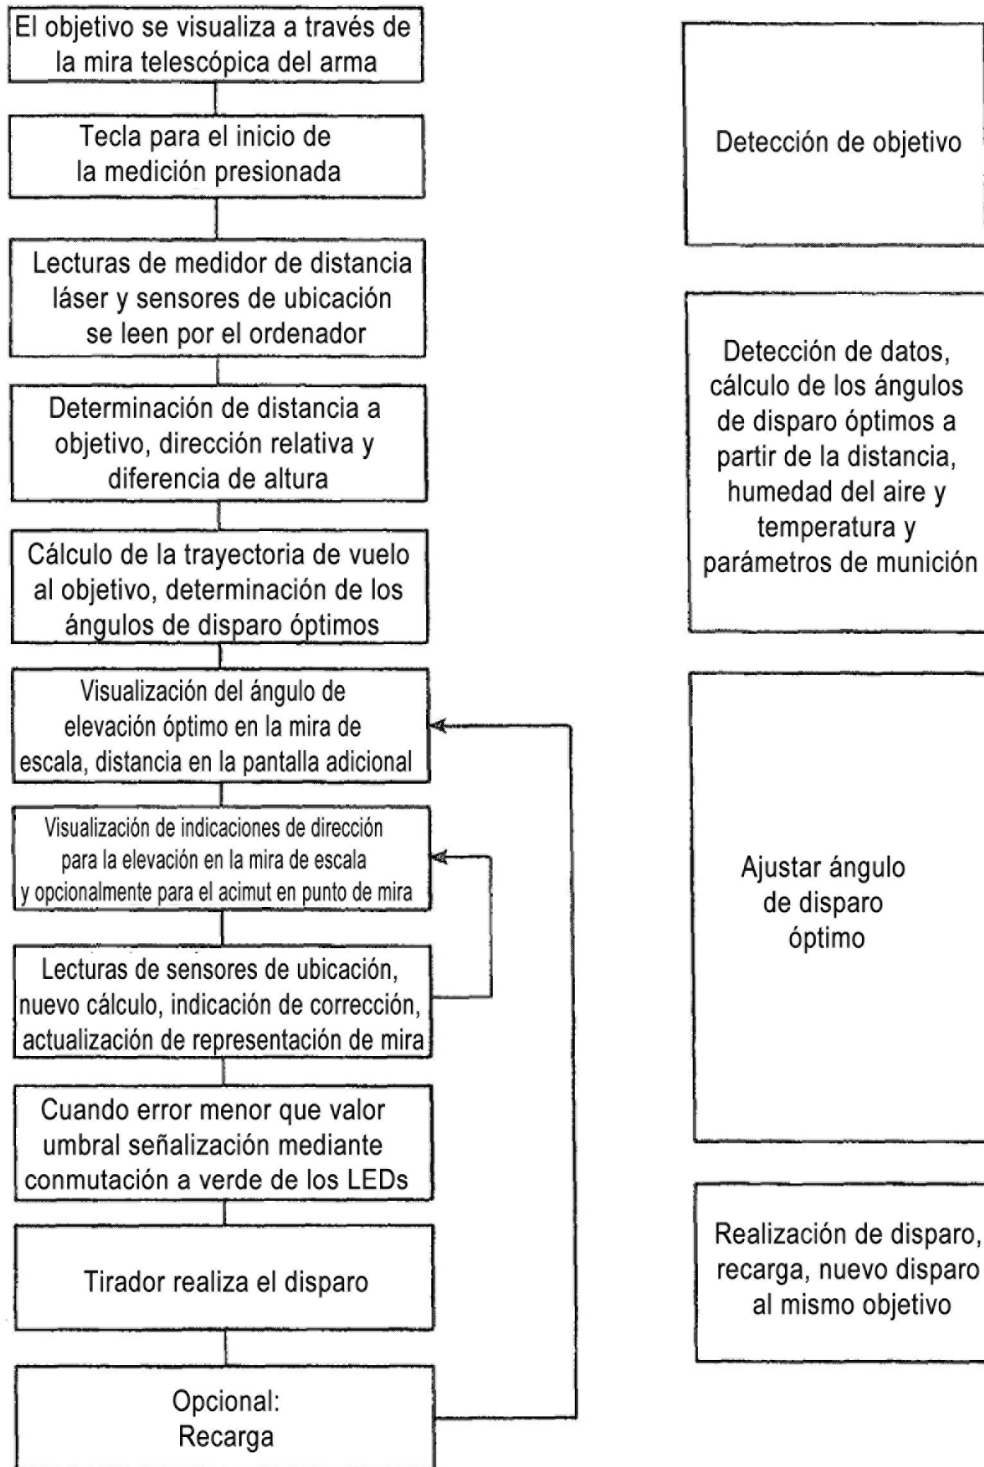 El objetivo se visualiza a través de
la mira telescópica del arma
Tecla para el inicio de
la medición presionada
Lecturas de medidor de distancia
láser y sensores de ubicación
se leen por el ordenador
Determinación de distancia a
objetivo, dirección relativa y
diferencia de altura
Cálculo de la trayectoria de vuelo
al objetivo, determinación de los
ángulos de disparo óptimos
Visualización del ángulo de
elevación óptimo en la mira de
escala, distancia en la pantalla adicional
Visualización de indicaciones de dirección
para la elevación en la mira de escala
y opcionalmente para el acimut en punto de mira
Lecturas de sensores de ubicación,
nuevo cálculo, indicación de corrección,
actualización de representación de mira
Cuando error menor que valor
umbral señalización mediante
conmutación a verde de los LEDs
Tirador realiza el disparo
Opcional:
Recarga
Detección de objetivo
Detección de datos,
cálculo de los ángulos
de disparo óptimos a
partir de la distancia,
humedad del aire y
temperatura y
parámetros de munición
Ajustar ángulo
de disparo
óptimo
Realización de disparo,
recarga, nuevo disparo
al mismo objetivo